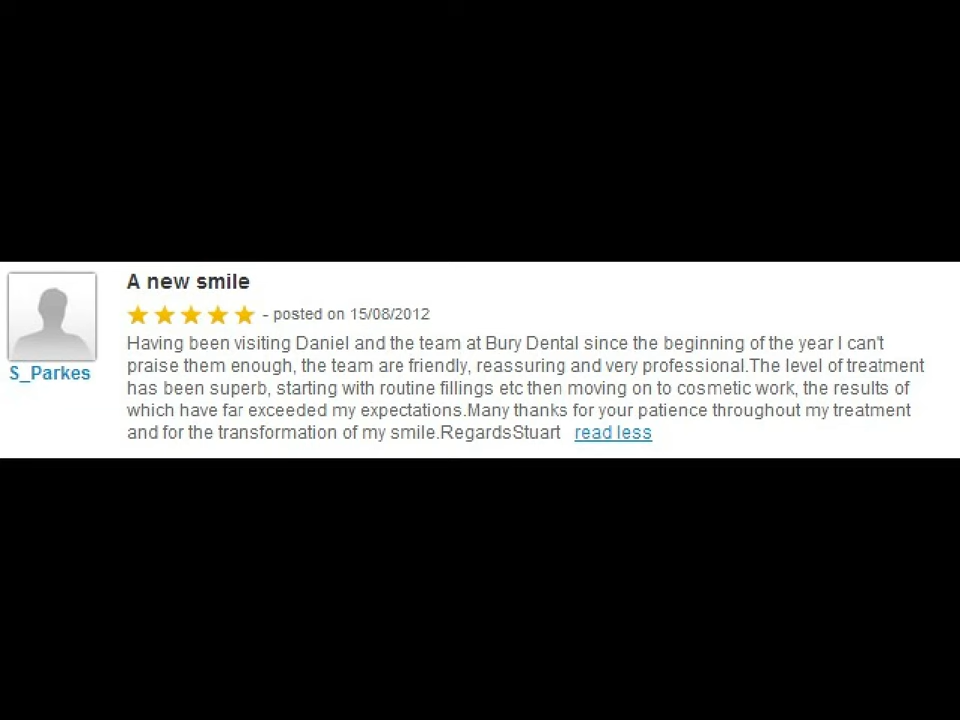 A new smile
- posted on 15/08/2012
Having been visiting Daniel and the team at Bury Dental since the beginning of the year I can't
praise them enough, the team are friendly, reassuring and very professional.The level of treatment
S_Parkes
has been superb, starting with routine fillings etc then moving on to cosmetic work, the results of
which have far exceeded my expectations.Many thanks for your patience throughout my treatment
and for the transformation of my smile.RegardsStuart read less